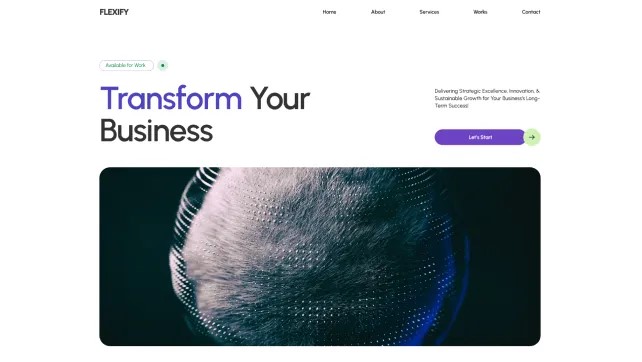 FLEXIFY
Home
About
Services
Works
Contact
Available for Work
Transform Your
Business
Delivering Strategic Excellence, Innovation, &
Sustainable Growth for Your Business's Long-
Term Success!
Let's Start